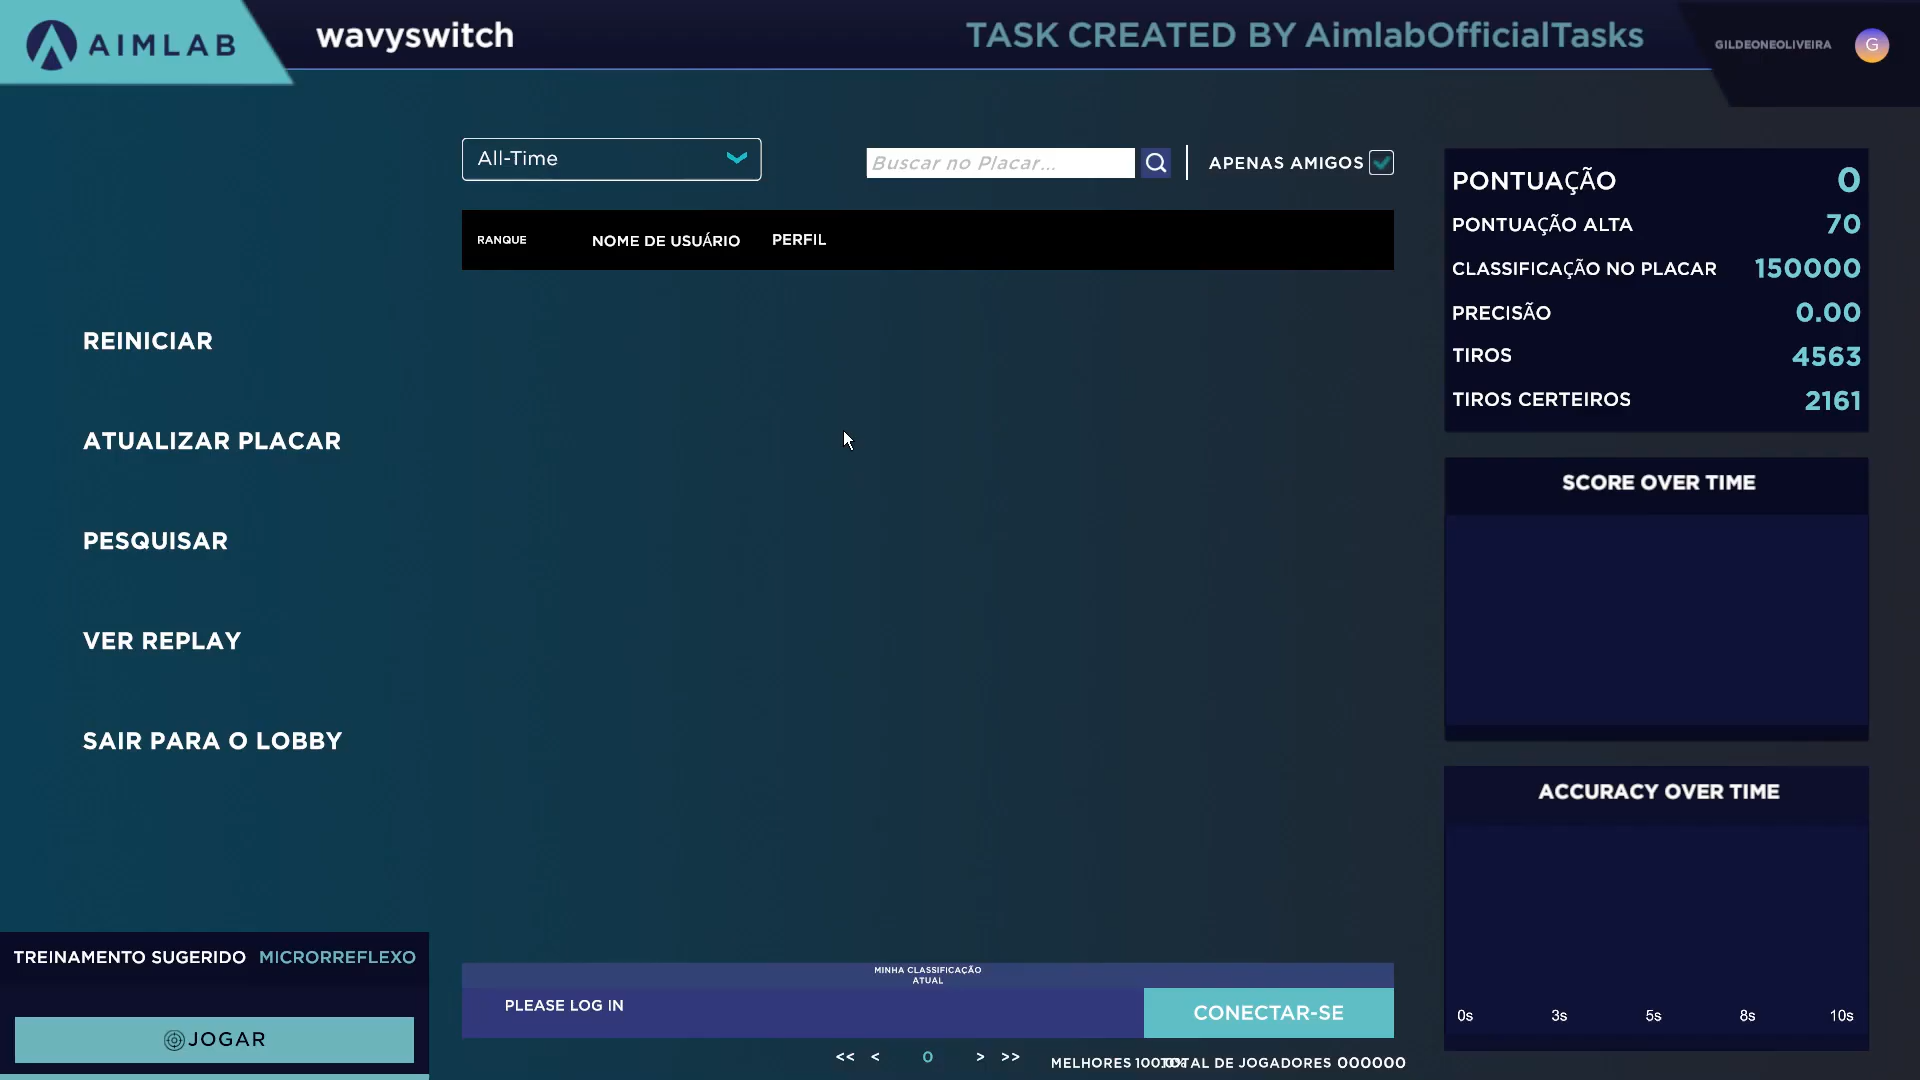 AIMLAB
wavyswitch
TASK CREATED BY AimlabOfficialTasks
GILDEONEOLIVEIRA
G
All-Time
Buscar no Placar...
APENAS AMIGOS
RANQUE NOME DE USUÁRIO PERFIL
REINICIAR
ATUALIZAR PLACAR
PESQUISAR
VER REPLAY
SAIR PARA O LOBBY
PONTUAÇÃO 0
PONTUAÇÃO ALTA 70
CLASSIFICAÇÃO NO PLACAR 150000
PRECISÃO 0.00
TIROS 4563
TIROS CERTEIROS 2161
SCORE OVER TIME
ACCURACY OVER TIME
0s 3s 5s 8s 10s
TREINAMENTO SUGERIDO MICRORREFLEXO
JOGAR
MINHA CLASSIFICAÇÃO
ATUAL
PLEASE LOG IN
CONECTAR-SE
<< < 0 > >>
MELHORES 100.0% TOTAL DE JOGADORES 000000